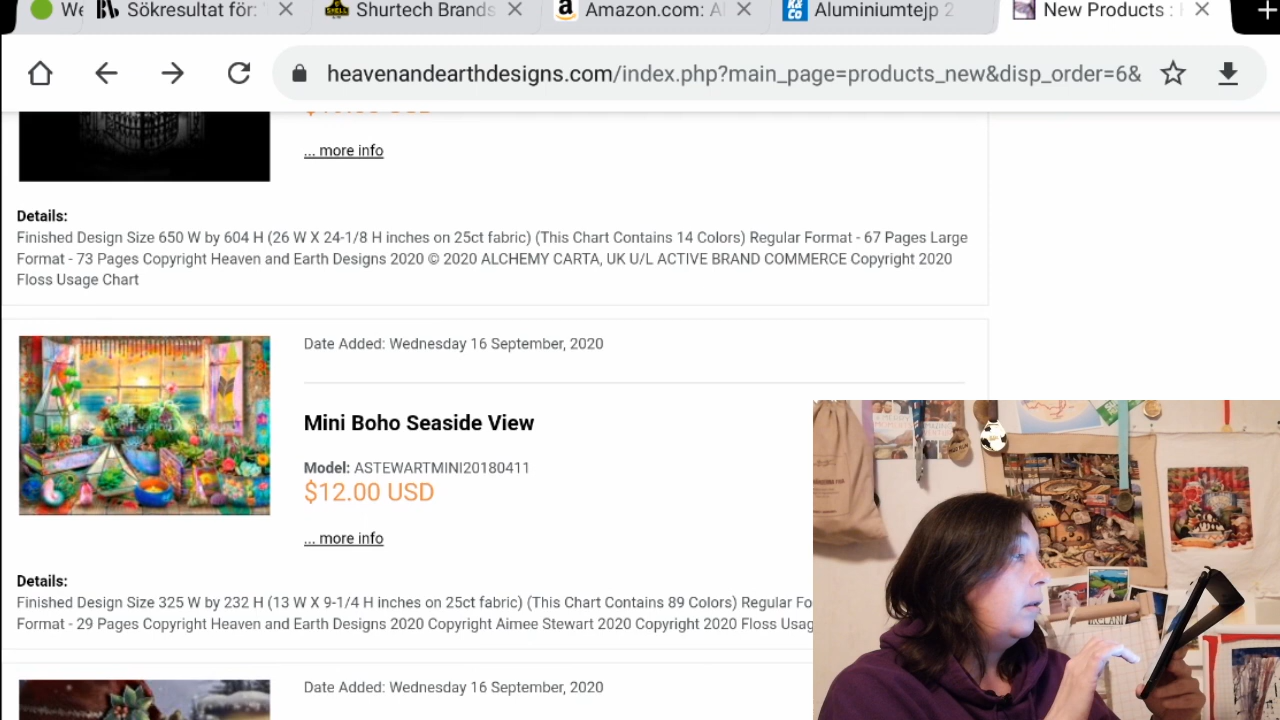 We
Sökresultat för: '
Shurtech Brands
Amazon.com: Al
Aluminiumtejp 2
New Products :
heavenandearthdesigns.com/index.php?main_page=products_new&disp_order=6&
... more info
Details:
Finished Design Size 650 W by 604 H (26 W X 24-1/8 H inches on 25ct fabric) (This Chart Contains 14 Colors) Regular Format - 67 Pages Large
Format - 73 Pages Copyright Heaven and Earth Designs 2020 © 2020 ALCHEMY CARTA, UK U/L ACTIVE BRAND COMMERCE Copyright 2020
Floss Usage Chart
Date Added: Wednesday 16 September, 2020
Mini Boho Seaside View
Model: ASTEWARTMINI20180411
$12.00 USD
... more info
Details:
Finished Design Size 325 W by 232 H (13 W X 9-1/4 H inches on 25ct fabric) (This Chart Contains 89 Colors) Regular Fo
Format - 29 Pages Copyright Heaven and Earth Designs 2020 Copyright Aimee Stewart 2020 Copyright 2020 Floss Usag
Date Added: Wednesday 16 September, 2020